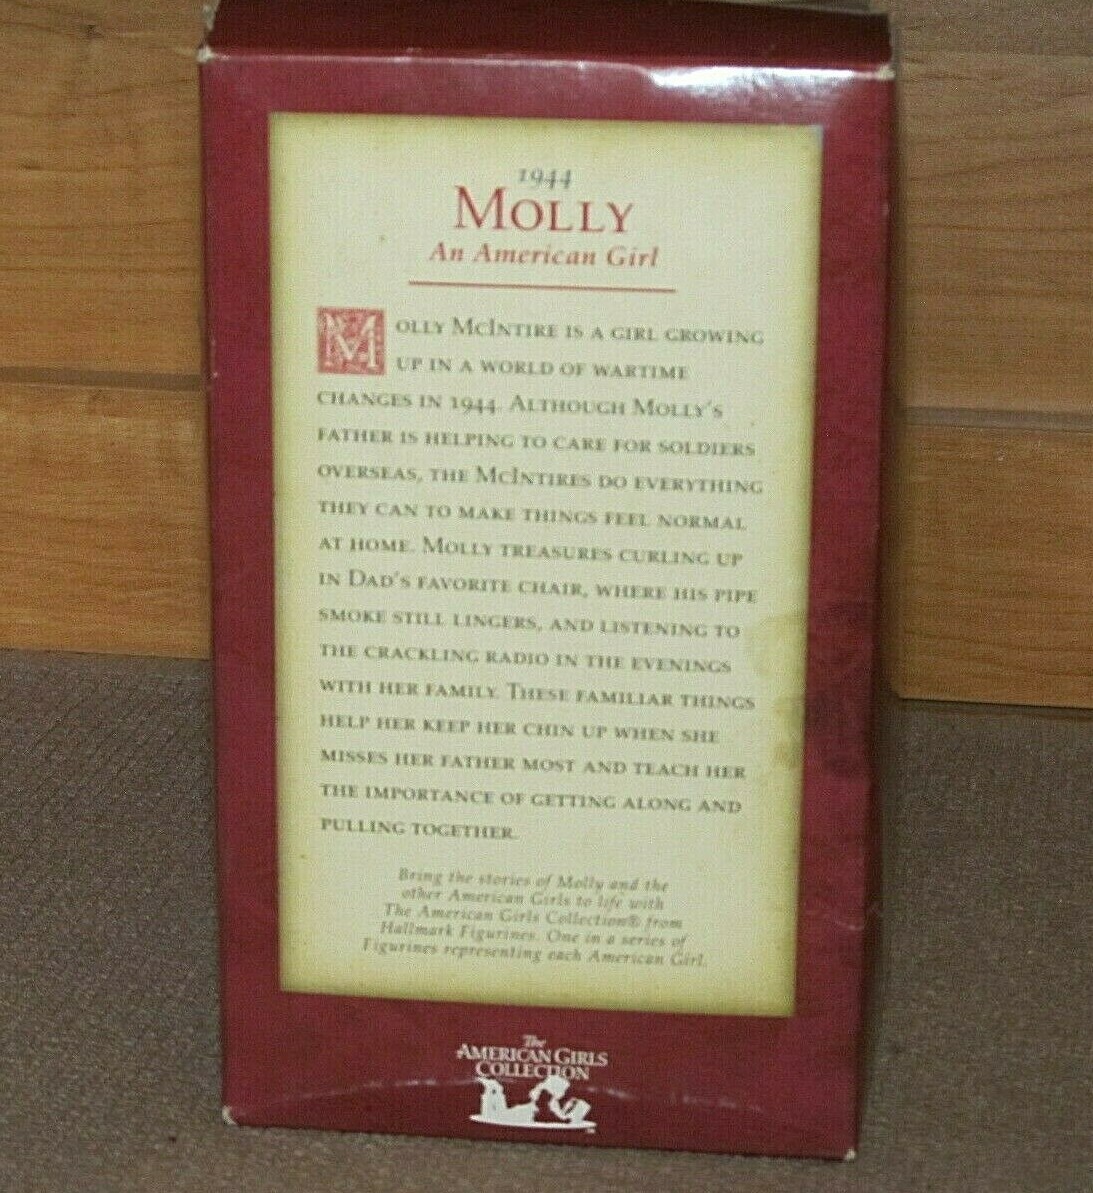 1944
MOLLY
An American Girl
MOLLY MCINTIRE IS A GIRL GROWING
UP IN A WORLD OF WARTIME
CHANGES IN 1944. ALTHOUGH MOLLY'S
FATHER IS HELPING TO CARE FOR SOLDIERS
OVERSEAS, THE MCINTIRES DO EVERYTHING
THEY CAN TO MAKE THINGS FEEL NORMAL
AT HOME. MOLLY TREASURES CURLING UP
IN DAD'S FAVORITE CHAIR, WHERE HIS PIPE
SMOKE STILL LINGERS, AND LISTENING TO
THE CRACKLING RADIO IN THE EVENINGS
WITH HER FAMILY. THESE FAMILIAR THINGS
HELP HER KEEP HER CHIN UP WHEN SHE
MISSES HER FATHER MOST AND TEACH HER
THE IMPORTANCE OF GETTING ALONG AND
PULLING TOGETHER.
Bring the stories of Molly and the
other American Girls to life with
The American Girls Collection® from
Hallmark Figurines. One in a series of
Figurines representing each American Girl.
The
AMERICAN GIRLS
COLLECTION